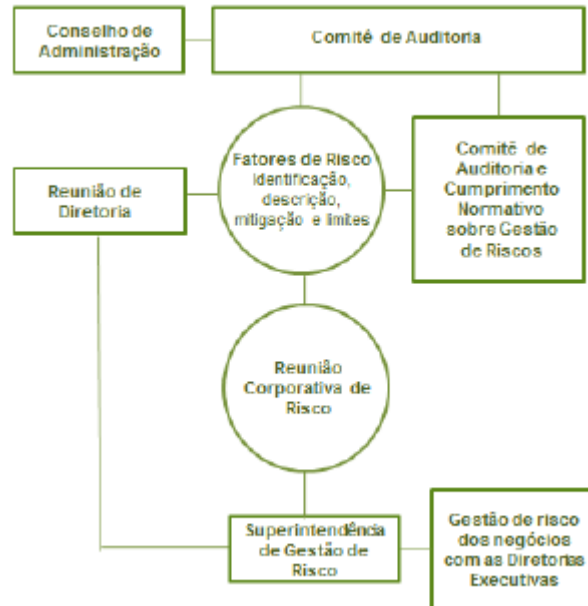 Conselho de
Administração
Comitê de Auditoria
Fatores de Risco
Identificação,
descrição,
mitigação e limites
Comitê de
Auditoria e
Cumprimento
Normativo
sobre Gestão
de Riscos
Reunião de
Diretoria
Reunião
Corporativa de
Risco
Superintendência
de Gestão de
Risco
Gestão de risco
dos negócios
com as Diretorias
Executivas